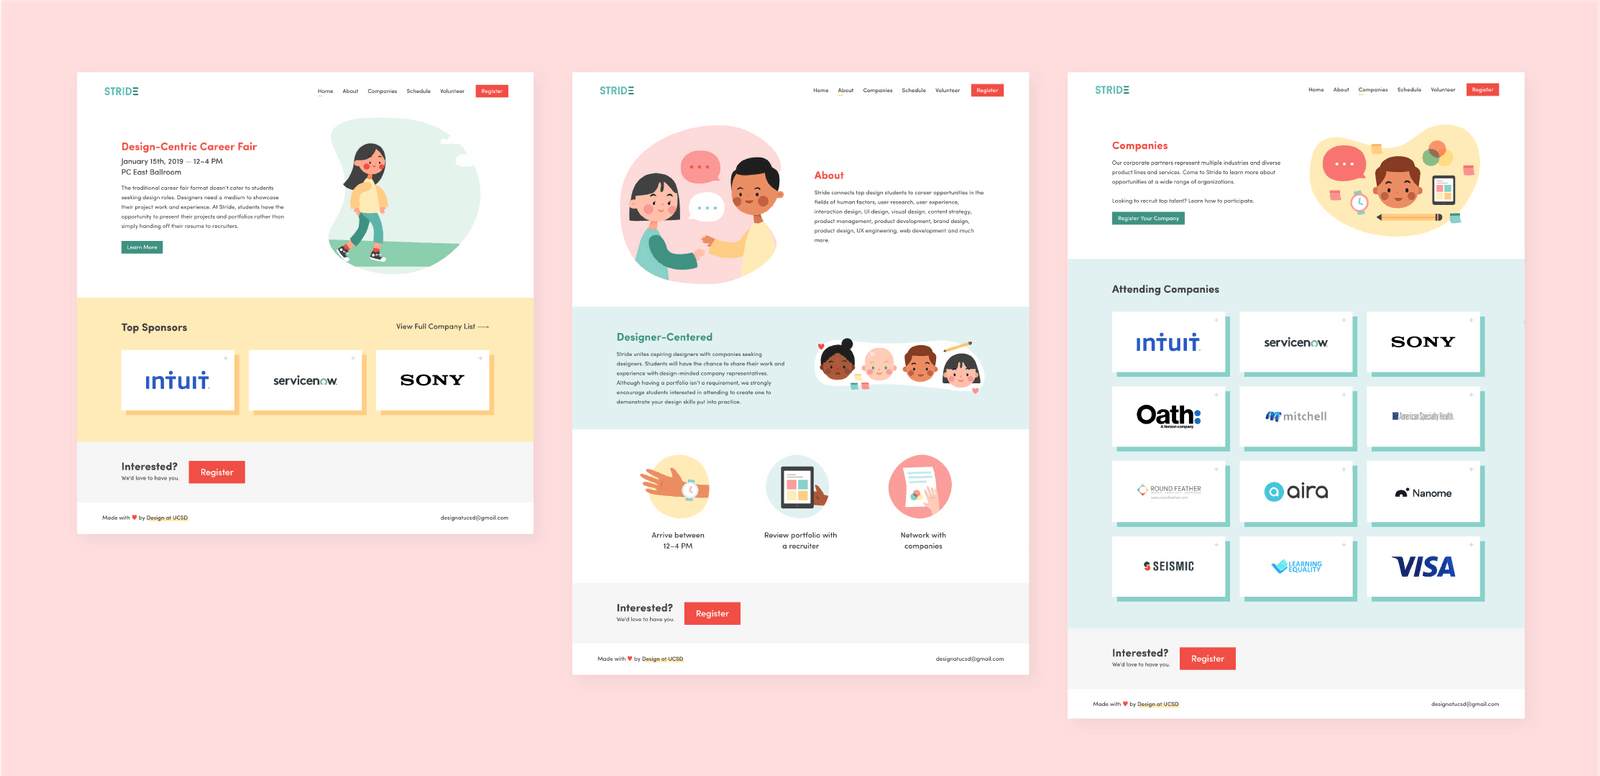 STRIDE
Home About Companies Schedule Volunteer Register
Design-Centric Career Fair
January 15th, 2019 — 12–4 PM
PC East Ballroom
The traditional career fair format doesn't cater to students
seeking design roles. Designers need a medium to showcase
their project work and experience. At Stride, students have the
opportunity to present their projects and portfolios rather than
simply handing off their resume to recruiters.
Learn More
Top Sponsors
View Full Company List ⟶
intuit
servicenow
SONY
Interested?
We'd love to have you.
Register
Made with ♥ by Design at UCSD
designatucsd@gmail.com
STRIDE
Home About Companies Schedule Volunteer Register
About
Stride connects top design students to career opportunities in the
fields of human factors, user research, user experience,
interaction design, UI design, visual design, content strategy,
product management, product development, brand design,
product design, UX engineering, web development and much
more.
Designer-Centered
Stride unites aspiring designers with companies seeking
designers. Students will have the chance to share their work and
experience with design-minded company representatives.
Although having a portfolio isn't a requirement, we strongly
encourage students interested in attending to create one to
demonstrate your design skills put into practice.
Arrive between
12–4 PM
Review portfolio with
a recruiter
Network with
companies
Interested?
We'd love to have you.
Register
Made with ♥ by Design at UCSD
designatucsd@gmail.com
STRIDE
Home About Companies Schedule Volunteer Register
Companies
Our corporate partners represent multiple industries and diverse
product lines and services. Come to Stride to learn more about
opportunities at a wide range of organizations.
Looking to recruit top talent? Learn how to participate.
Register Your Company
Attending Companies
intuit
servicenow
SONY
Oath:
A Verizon company
mitchell
American Specialty Health
ROUND FEATHER
aira
Nanome
SEISMIC
LEARNING
EQUALITY
VISA
Interested?
We'd love to have you.
Register
Made with ♥ by Design at UCSD
designatucsd@gmail.com